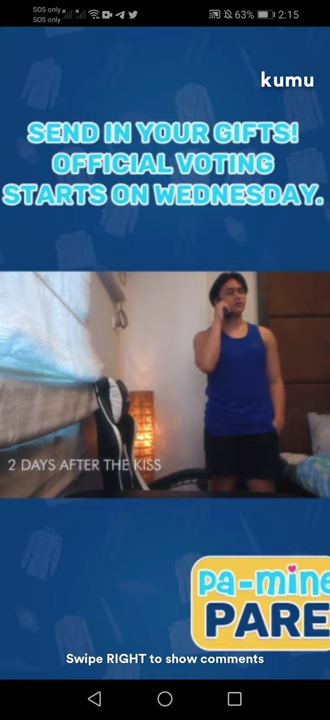 SOS only
SOS only
63% 2:15
kumu
SEND IN YOUR GIFTS!
OFFICIAL VOTING
STARTS ON WEDNESDAY.
2 DAYS AFTER THE KISS
pa-mine
PARE
Swipe RIGHT to show comments